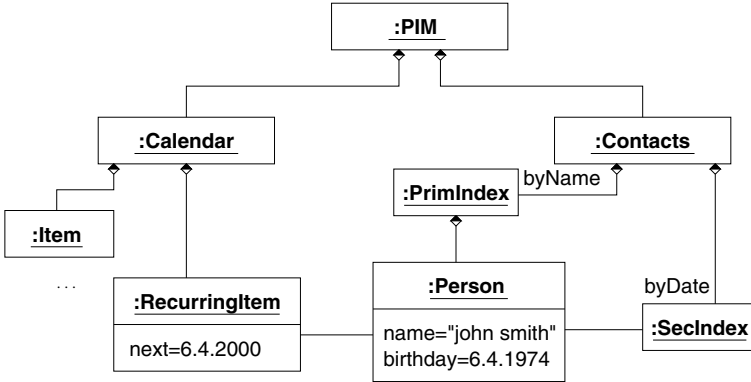 :PIM
:Calendar
:Contacts
byName
:PrimIndex
:Item
. . .
:RecurringItem
next=6.4.2000
:Person
name="john smith"
birthday=6.4.1974
byDate
:SecIndex